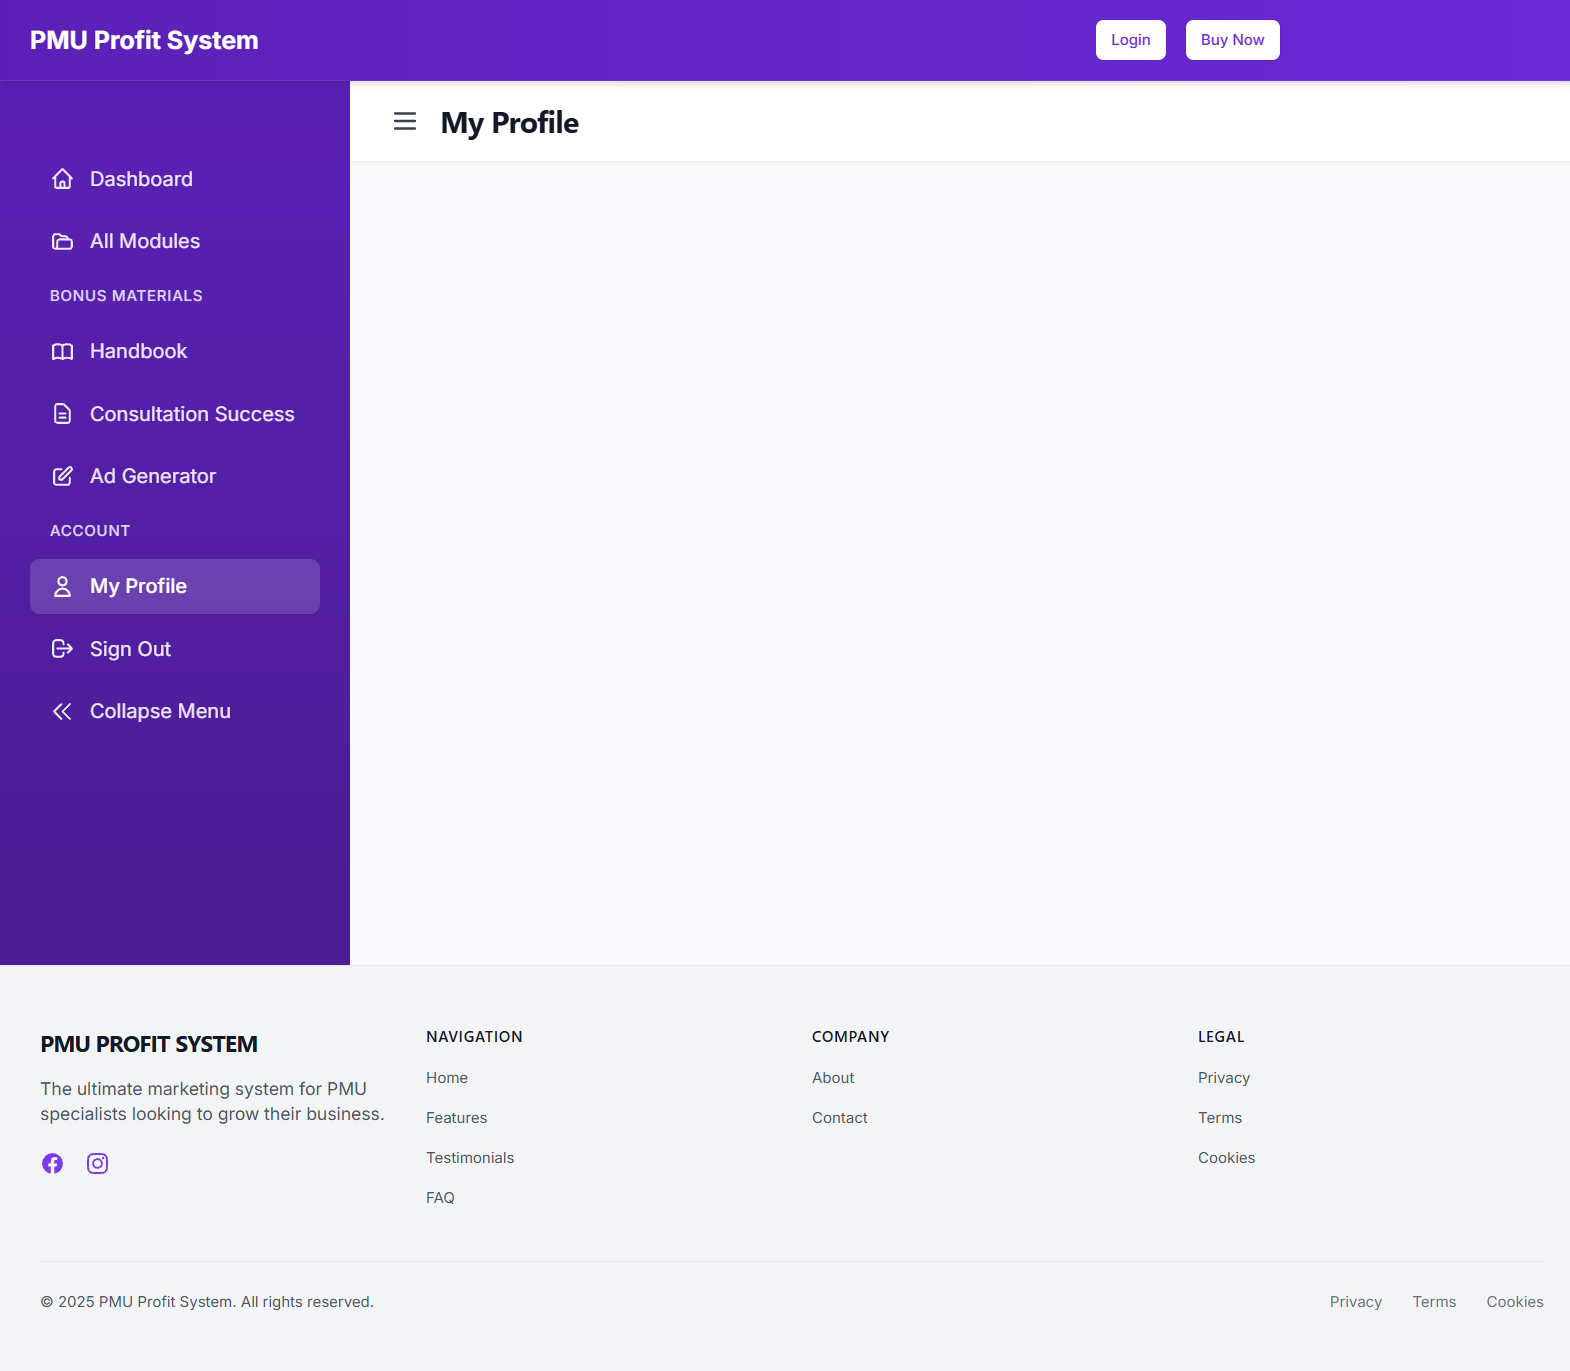 PMU Profit System
Login
Buy Now
My Profile
Dashboard
All Modules
BONUS MATERIALS
Handbook
Consultation Success
Ad Generator
ACCOUNT
My Profile
Sign Out
Collapse Menu
PMU PROFIT SYSTEM
The ultimate marketing system for PMU
specialists looking to grow their business.
NAVIGATION
Home
Features
Testimonials
FAQ
COMPANY
About
Contact
LEGAL
Privacy
Terms
Cookies
© 2025 PMU Profit System. All rights reserved.
Privacy
Terms
Cookies